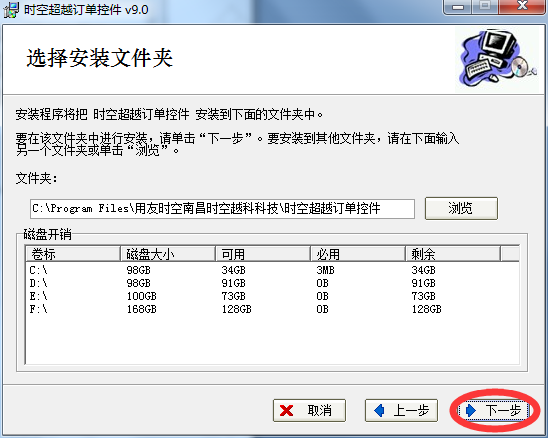 时空超越订单控件 v9.0
选择安装文件夹
安装程序将把 时空超越订单控件 安装到下面的文件夹中。
要在该文件夹中进行安装，请单击“下一步”。要安装到其他文件夹，请在下面输入
另一个文件夹或单击“浏览”。
文件夹：
C:\Program Files\用友时空南昌时空越科科技\时空超越订单控件 浏览
磁盘开销
卷标 磁盘大小 可用 必用 剩余
C:\ 98GB 34GB 3MB 34GB
D:\ 98GB 91GB 0B 91GB
E:\ 100GB 73GB 0B 73GB
F:\ 168GB 128GB 0B 128GB
取消 上一步 下一步